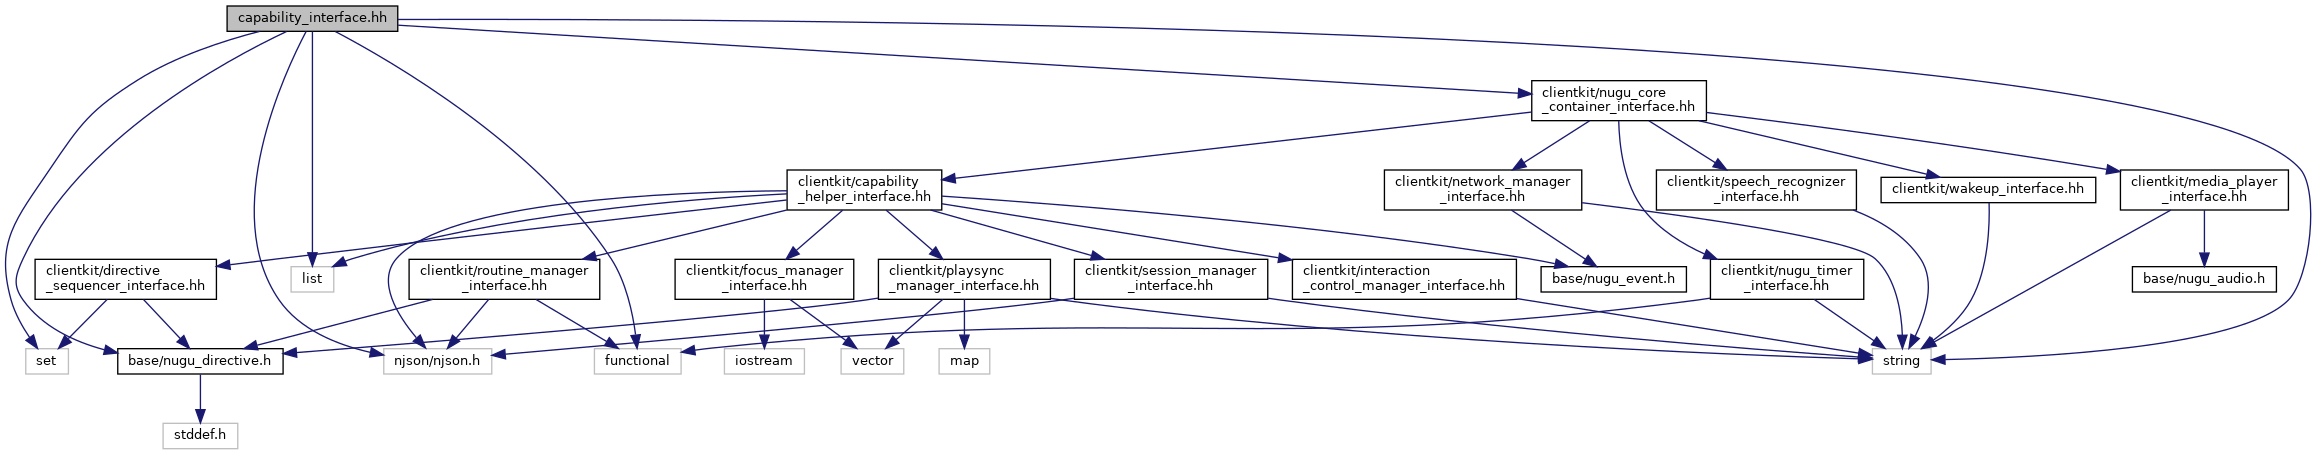 capability_interface.hh
clientkit/nugu_core
_container_interface.hh
clientkit/capability
_helper_interface.hh
clientkit/network_manager
_interface.hh
clientkit/speech_recognizer
_interface.hh
clientkit/wakeup_interface.hh
clientkit/media_player
_interface.hh
clientkit/directive
_sequencer_interface.hh
list
clientkit/routine_manager
_interface.hh
clientkit/focus_manager
_interface.hh
clientkit/playsync
_manager_interface.hh
clientkit/session_manager
_interface.hh
clientkit/interaction
_control_manager_interface.hh
base/nugu_event.h
clientkit/nugu_timer
_interface.hh
base/nugu_audio.h
set
base/nugu_directive.h
njson/njson.h
functional
iostream
vector
map
string
stddef.h